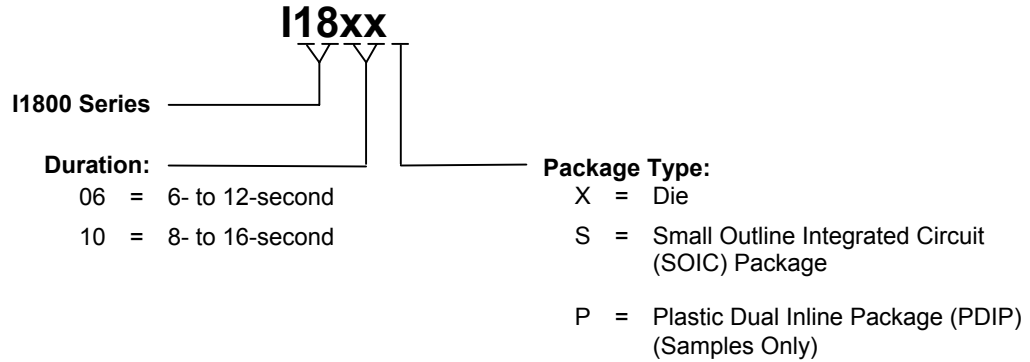 I18xx
I1800 Series
Duration:
06 = 6- to 12-second
10 = 8- to 16-second
Package Type:
X = Die
S = Small Outline Integrated Circuit
(SOIC) Package
P = Plastic Dual Inline Package (PDIP)
(Samples Only)